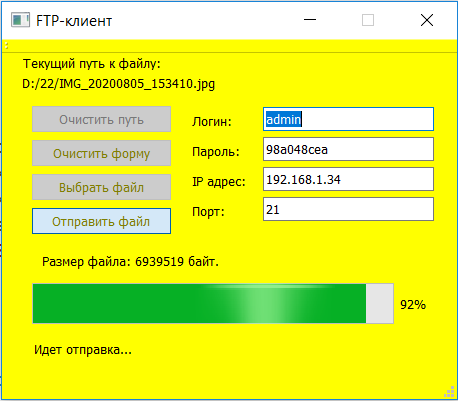 FTP-клиент
Текущий путь к файлу:
D:/22/IMG_20200805_153410.jpg
Очистить путь
Логин: admin
Очистить форму
Пароль: 98a048cea
Выбрать файл
IP адрес: 192.168.1.34
Отправить файл
Порт: 21
Размер файла: 6939519 байт.
92%
Идет отправка...